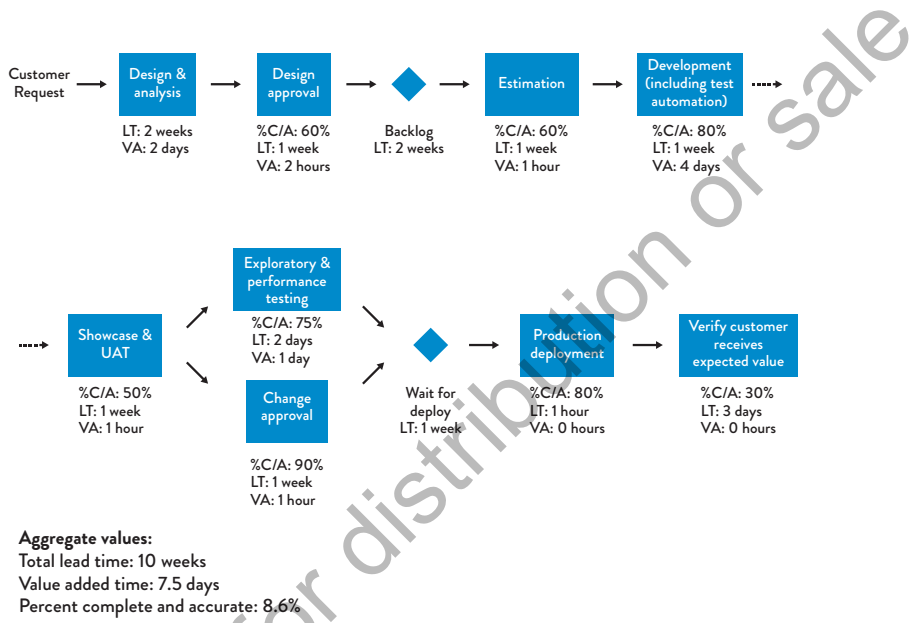 Customer
Request
Design &
analysis
LT: 2 weeks
VA: 2 days
Design
approval
%C/A: 60%
LT: 1 week
VA: 2 hours
Backlog
LT: 2 weeks
Estimation
%C/A: 60%
LT: 1 week
VA: 1 hour
Development
(including test
automation)
%C/A: 80%
LT: 1 week
VA: 4 days
Showcase &
UAT
%C/A: 50%
LT: 1 week
VA: 1 hour
Exploratory &
performance
testing
%C/A: 75%
LT: 2 days
VA: 1 day
Change
approval
%C/A: 90%
LT: 1 week
VA: 1 hour
Wait for
deploy
LT: 1 week
Production
deployment
%C/A: 80%
LT: 1 hour
VA: 0 hours
Verify customer
receives
expected value
%C/A: 30%
LT: 3 days
VA: 0 hours
Aggregate values:
Total lead time: 10 weeks
Value added time: 7.5 days
Percent complete and accurate: 8.6%
for distribution or sale